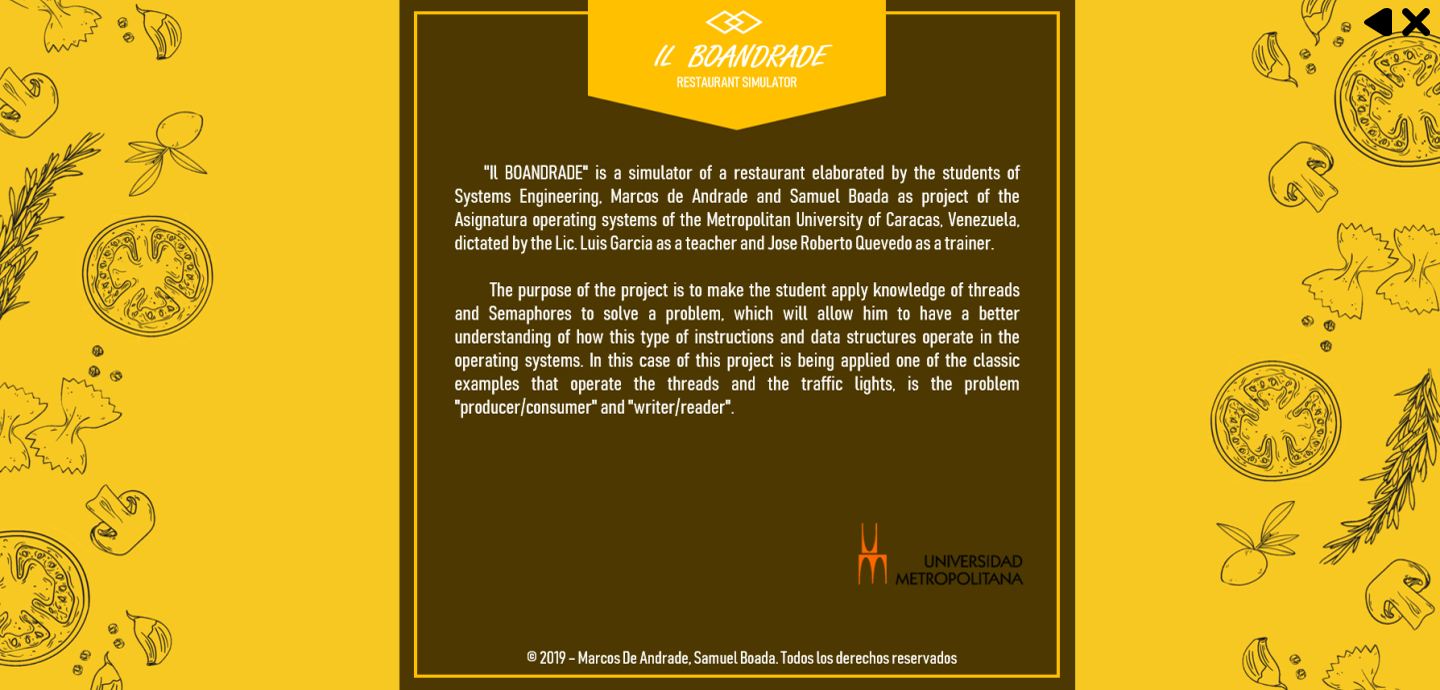 IL BOANDRADE
RESTAURANT SIMULATOR
"Il BOANDRADE" is a simulator of a restaurant elaborated by the students of
Systems Engineering, Marcos de Andrade and Samuel Boada as project of the
Asignatura operating systems of the Metropolitan University of Caracas, Venezuela,
dictated by the Lic. Luis Garcia as a teacher and Jose Roberto Quevedo as a trainer.
The purpose of the project is to make the student apply knowledge of threads
and Semaphores to solve a problem, which will allow him to have a better
understanding of how this type of instructions and data structures operate in the
operating systems. In this case of this project is being applied one of the classic
examples that operate the threads and the traffic lights, is the problem
"producer/consumer" and "writer/reader".
UNIVERSIDAD
METROPOLITANA
© 2019 - Marcos De Andrade, Samuel Boada. Todos los derechos reservados